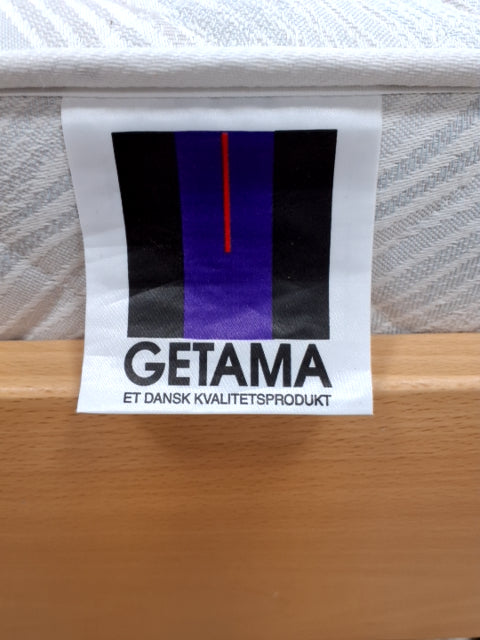 GETAMA
ET DANSK KVALITETSPRODUKT